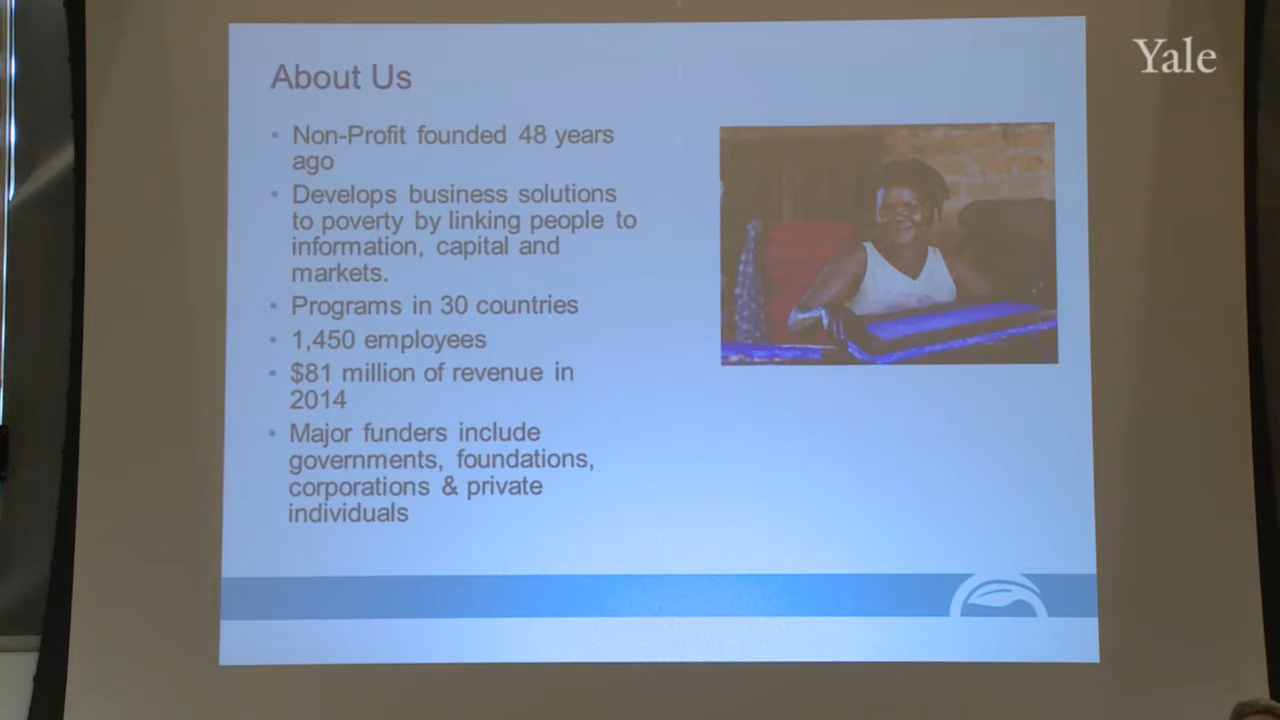 Yale
About Us
• Non-Profit founded 48 years
ago
• Develops business solutions
to poverty by linking people to
information, capital and
markets.
• Programs in 30 countries
• 1,450 employees
• $81 million of revenue in
2014
• Major funders include
governments, foundations,
corporations & private
individuals